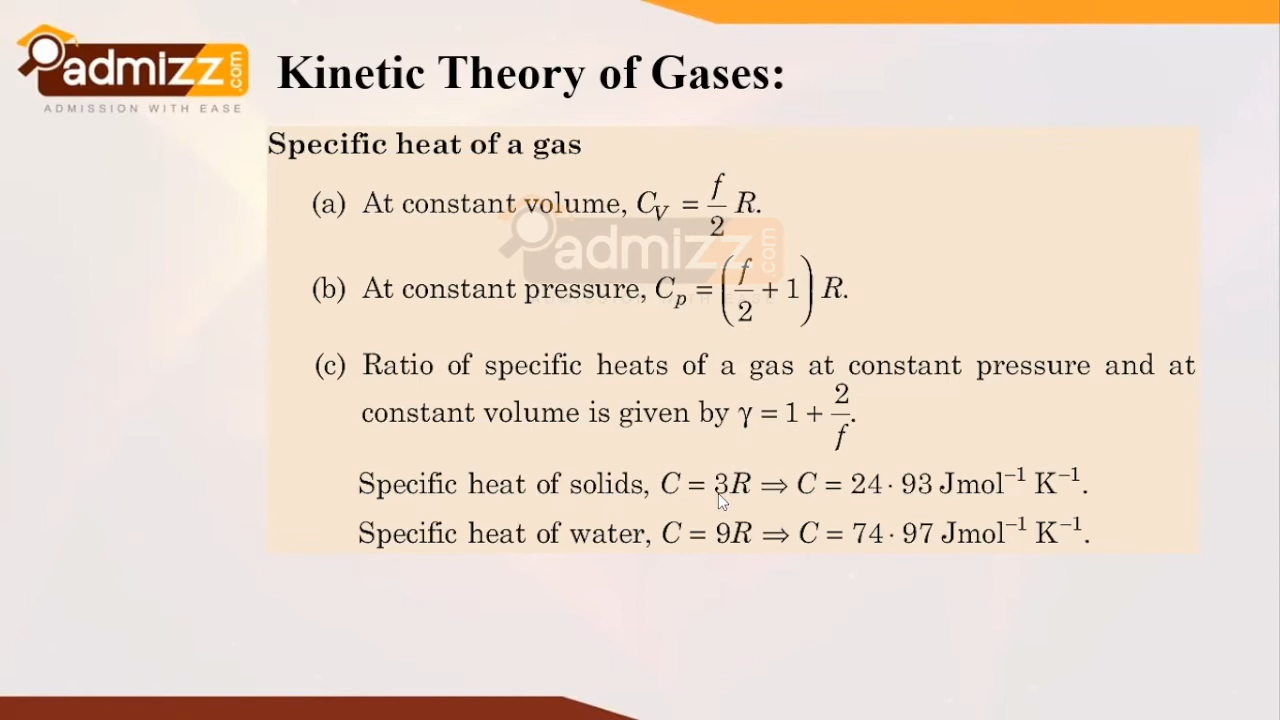 admizz.com
ADMISSION WITH EASE
Kinetic Theory of Gases:
Specific heat of a gas
(a) At constant volume, C_V = f/2 R.
admizz.com
(b) At constant pressure, C_p = (f/2 + 1) R.
(c) Ratio of specific heats of a gas at constant pressure and at
constant volume is given by γ = 1 + 2/f.
Specific heat of solids, C = 3R ⇒ C = 24·93 Jmol⁻¹ K⁻¹.
Specific heat of water, C = 9R ⇒ C = 74·97 Jmol⁻¹ K⁻¹.